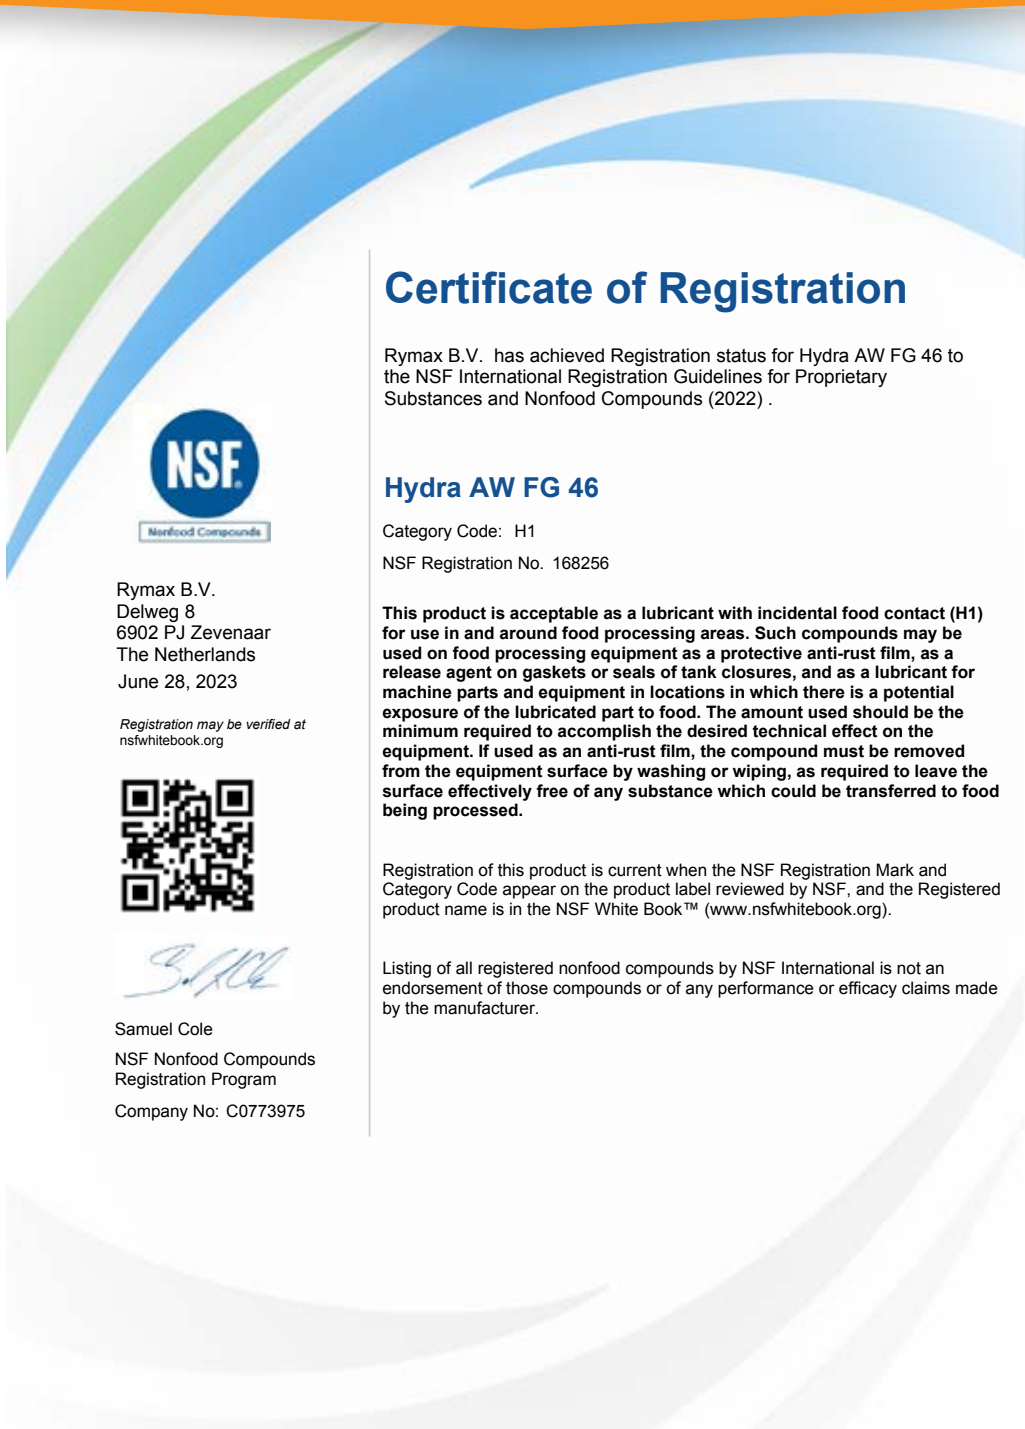 Certificate of Registration
Rymax B.V. has achieved Registration status for Hydra AW FG 46 to
the NSF International Registration Guidelines for Proprietary
Substances and Nonfood Compounds (2022) .
NSF
Nonfood Compounds
Rymax B.V.
Delweg 8
6902 PJ Zevenaar
The Netherlands
June 28, 2023
Registration may be verified at
nsfwhitebook.org
Samuel Cole
NSF Nonfood Compounds
Registration Program
Company No: C0773975
Hydra AW FG 46
Category Code: H1
NSF Registration No. 168256
This product is acceptable as a lubricant with incidental food contact (H1)
for use in and around food processing areas. Such compounds may be
used on food processing equipment as a protective anti-rust film, as a
release agent on gaskets or seals of tank closures, and as a lubricant for
machine parts and equipment in locations in which there is a potential
exposure of the lubricated part to food. The amount used should be the
minimum required to accomplish the desired technical effect on the
equipment. If used as an anti-rust film, the compound must be removed
from the equipment surface by washing or wiping, as required to leave the
surface effectively free of any substance which could be transferred to food
being processed.
Registration of this product is current when the NSF Registration Mark and
Category Code appear on the product label reviewed by NSF, and the Registered
product name is in the NSF White Book™ (www.nsfwhitebook.org).
Listing of all registered nonfood compounds by NSF International is not an
endorsement of those compounds or of any performance or efficacy claims made
by the manufacturer.